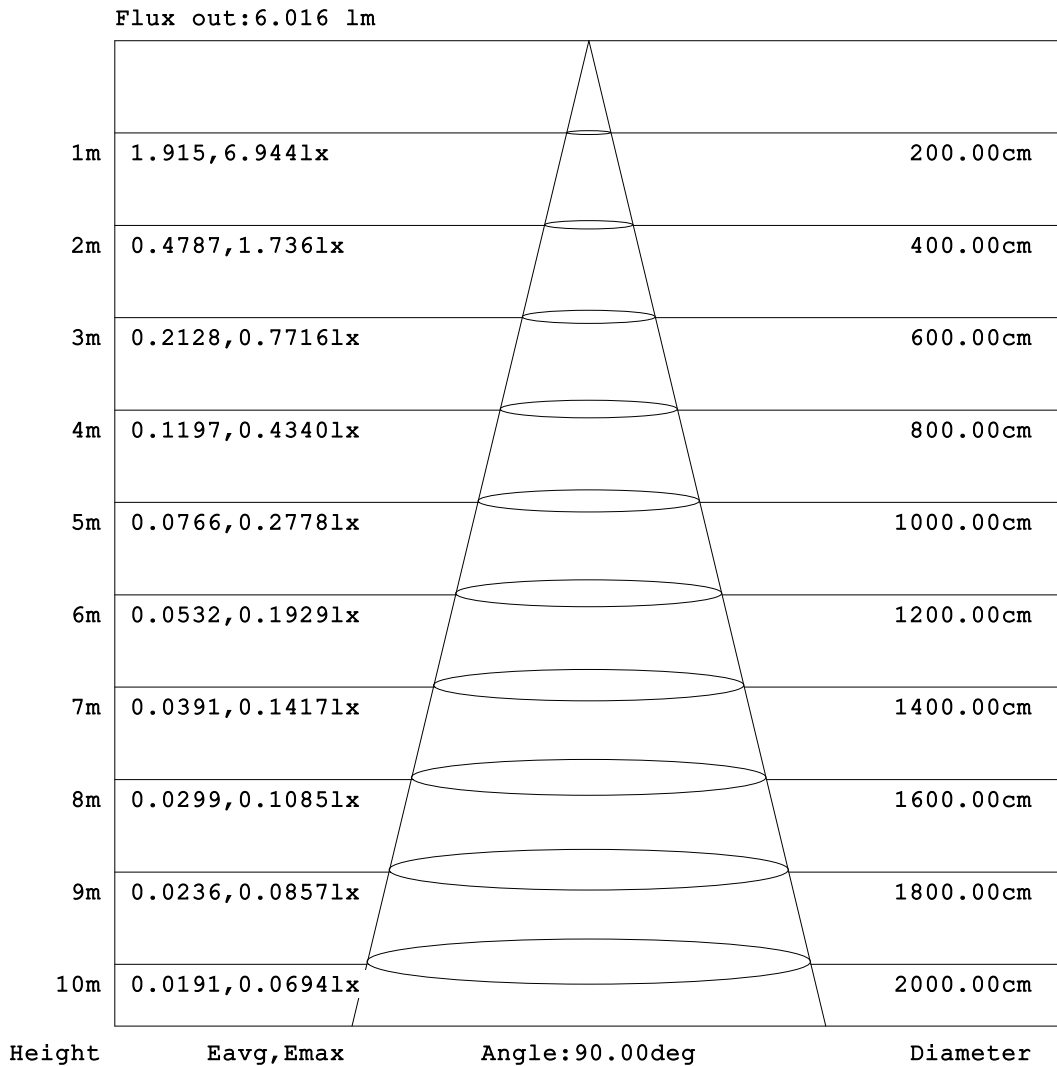 Flux out:6.016 lm
1m 1.915,6.944lx 200.00cm
2m 0.4787,1.736lx 400.00cm
3m 0.2128,0.7716lx 600.00cm
4m 0.1197,0.4340lx 800.00cm
5m 0.0766,0.2778lx 1000.00cm
6m 0.0532,0.1929lx 1200.00cm
7m 0.0391,0.1417lx 1400.00cm
8m 0.0299,0.1085lx 1600.00cm
9m 0.0236,0.0857lx 1800.00cm
10m 0.0191,0.0694lx 2000.00cm
Height Eavg,Emax Angle:90.00deg Diameter